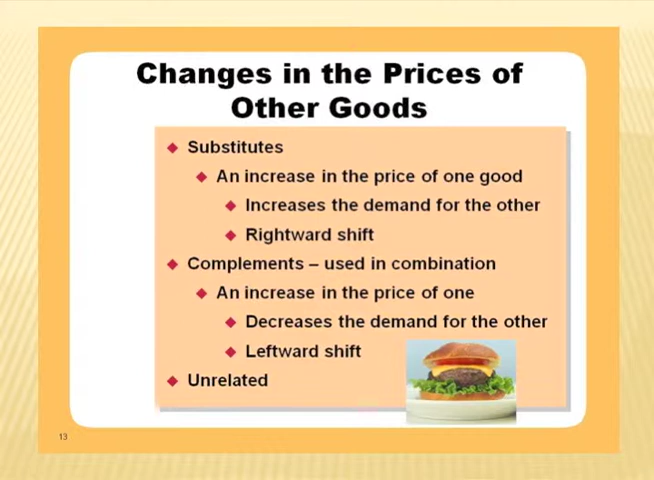 Changes in the Prices of
Other Goods
Substitutes
An increase in the price of one good
Increases the demand for the other
Rightward shift
Complements – used in combination
An increase in the price of one
Decreases the demand for the other
Leftward shift
Unrelated
13